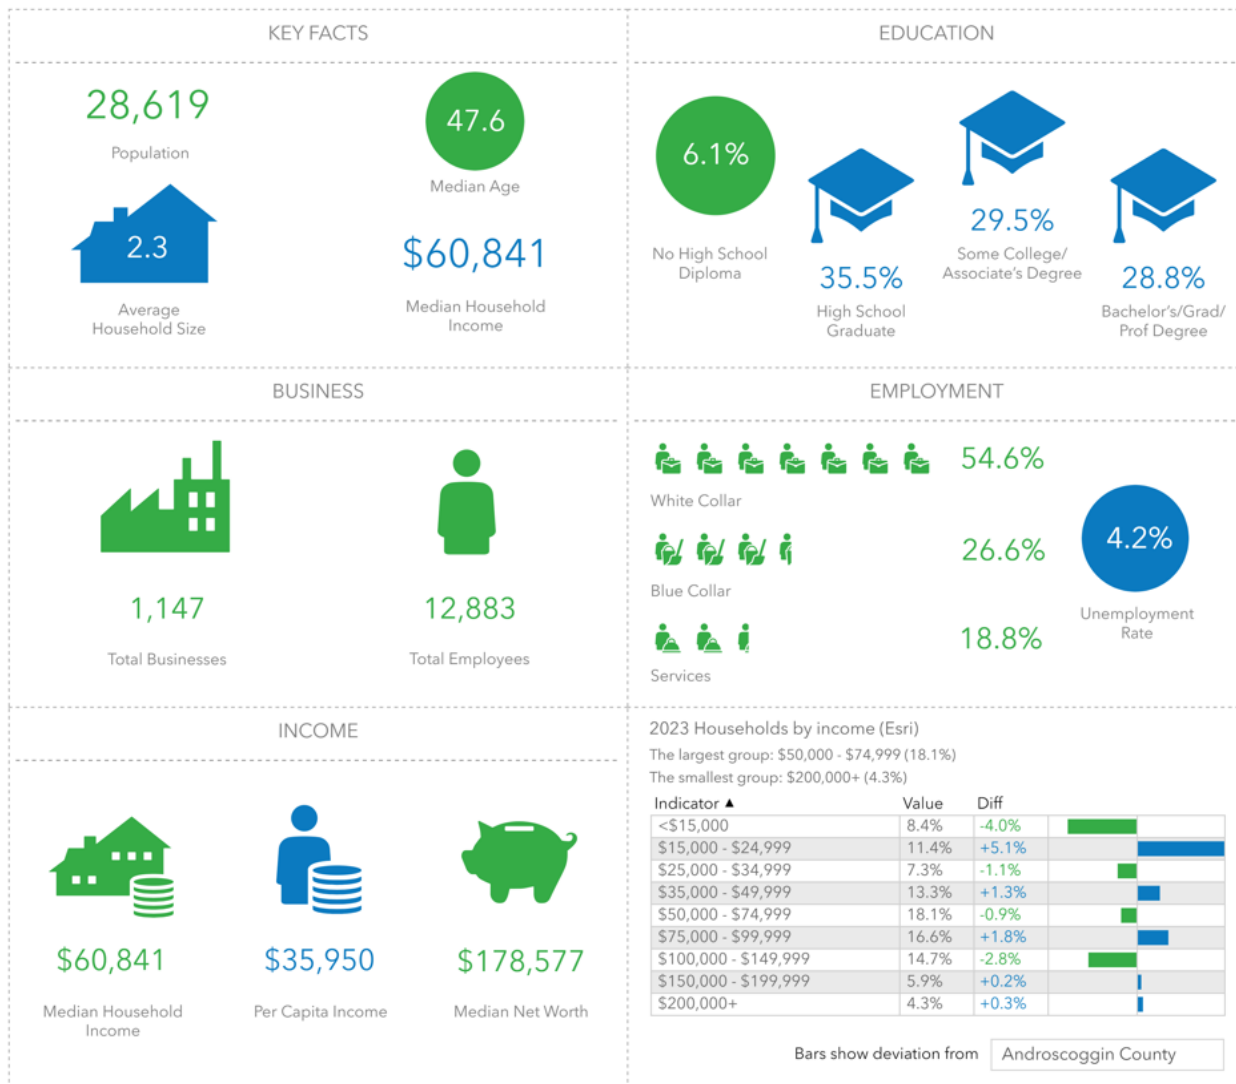 KEY FACTS
28,619
Population
47.6
Median Age
2.3
Average
Household Size
$60,841
Median Household
Income
EDUCATION
6.1%
No High School
Diploma
35.5%
High School
Graduate
29.5%
Some College/
Associate's Degree
28.8%
Bachelor's/Grad/
Prof Degree
BUSINESS
1,147
Total Businesses
12,883
Total Employees
EMPLOYMENT
54.6%
White Collar
26.6%
Blue Collar
18.8%
Services
4.2%
Unemployment
Rate
INCOME
$60,841
Median Household
Income
$35,950
Per Capita Income
$178,577
Median Net Worth
2023 Households by income (Esri)
The largest group: $50,000 - $74,999 (18.1%)
The smallest group: $200,000+ (4.3%)
Indicator ▲ Value Diff
<$15,000 8.4% -4.0%
$15,000 - $24,999 11.4% +5.1%
$25,000 - $34,999 7.3% -1.1%
$35,000 - $49,999 13.3% +1.3%
$50,000 - $74,999 18.1% -0.9%
$75,000 - $99,999 16.6% +1.8%
$100,000 - $149,999 14.7% -2.8%
$150,000 - $199,999 5.9% +0.2%
$200,000+ 4.3% +0.3%
Bars show deviation from Androscoggin County